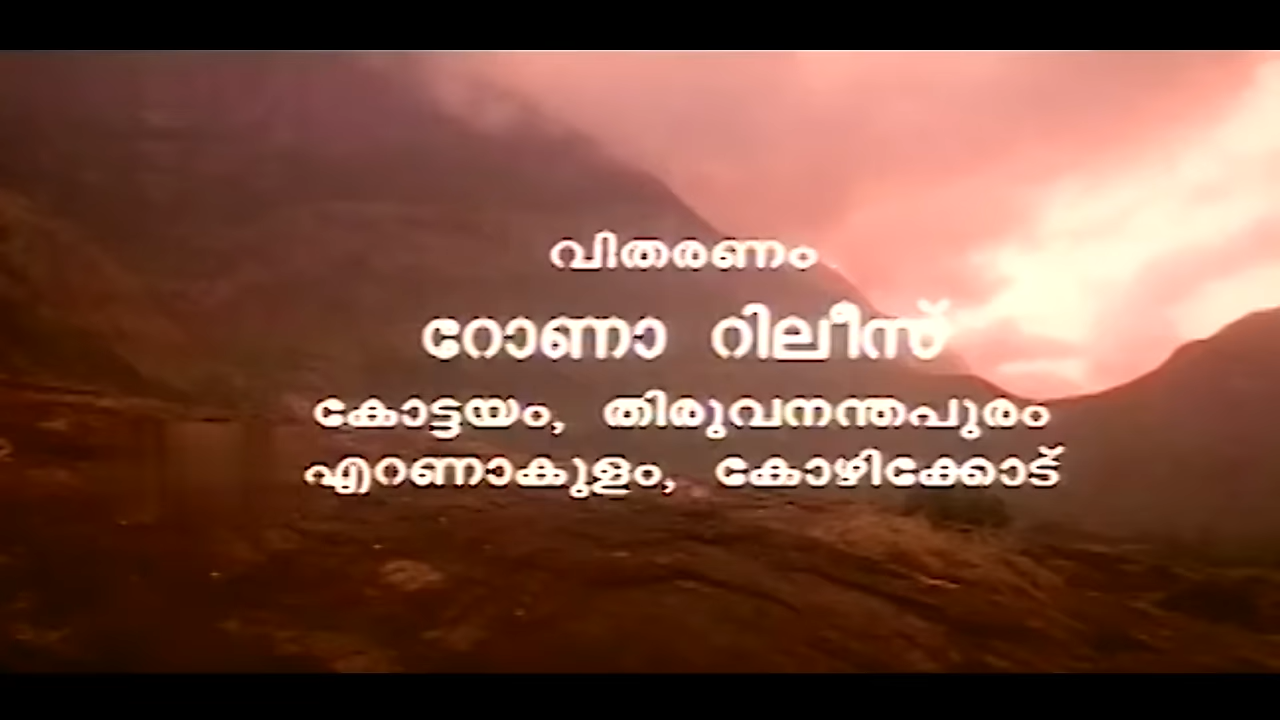 വിതരണം
റോണാ റിലീസ്
കോട്ടയം, തിരുവനന്തപുരം
എറണാകുളം, കോഴിക്കോട്